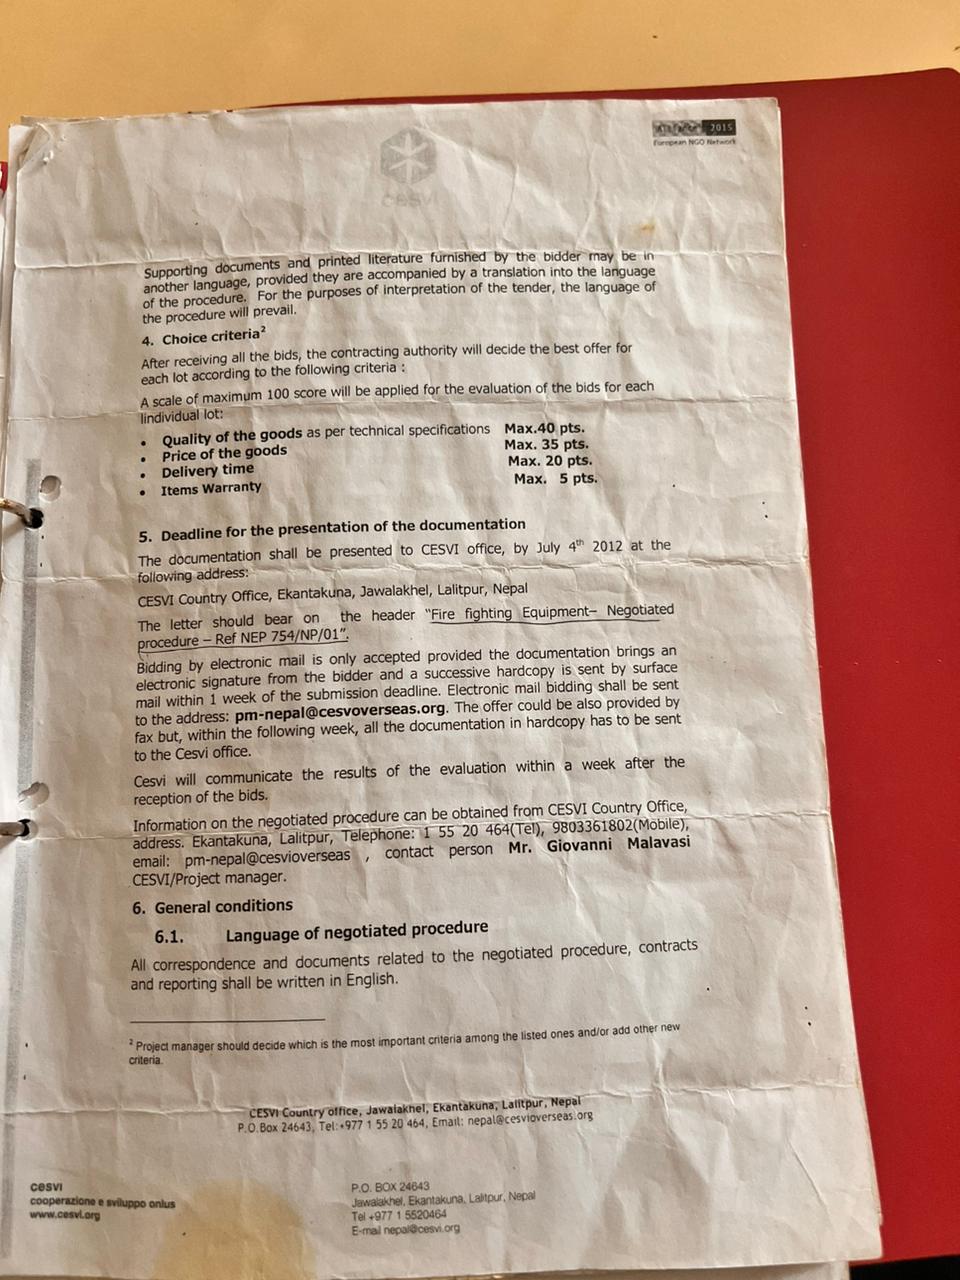 Alliance 2015
European NGO Network
cesvi
Supporting documents and printed literature furnished by the bidder may be in
another language, provided they are accompanied by a translation into the language
of the procedure. For the purposes of interpretation of the tender, the language of
the procedure will prevail.
4. Choice criteria²
After receiving all the bids, the contracting authority will decide the best offer for
each lot according to the following criteria :
A scale of maximum 100 score will be applied for the evaluation of the bids for each
lindividual lot:
• Quality of the goods as per technical specifications Max.40 pts.
• Price of the goods Max. 35 pts.
• Delivery time Max. 20 pts.
• Items Warranty Max. 5 pts.
5. Deadline for the presentation of the documentation
The documentation shall be presented to CESVI office, by July 4th 2012 at the
following address:
CESVI Country Office, Ekantakuna, Jawalakhel, Lalitpur, Nepal
The letter should bear on the header "Fire fighting Equipment– Negotiated
procedure – Ref NEP 754/NP/01".
Bidding by electronic mail is only accepted provided the documentation brings an
electronic signature from the bidder and a successive hardcopy is sent by surface
mail within 1 week of the submission deadline. Electronic mail bidding shall be sent
to the address: pm-nepal@cesvoverseas.org. The offer could be also provided by
fax but, within the following week, all the documentation in hardcopy has to be sent
to the Cesvi office.
Cesvi will communicate the results of the evaluation within a week after the
reception of the bids.
Information on the negotiated procedure can be obtained from CESVI Country Office,
address. Ekantakuna, Lalitpur, Telephone: 1 55 20 464(Tel), 9803361802(Mobile),
email: pm-nepal@cesvioverseas , contact person Mr. Giovanni Malavasi
CESVI/Project manager.
6. General conditions
6.1. Language of negotiated procedure
All correspondence and documents related to the negotiated procedure, contracts
and reporting shall be written in English.
² Project manager should decide which is the most important criteria among the listed ones and/or add other new
criteria.
CESVI Country office, Jawalakhel, Ekantakuna, Lalitpur, Nepal
P.O.Box 24643, Tel:+977 1 55 20 464, Email: nepal@cesvioverseas.org
cesvi
cooperazione e sviluppo onlus
www.cesvi.org
P.O. BOX 24643
Jawalakhel, Ekantakuna, Lalitpur, Nepal
Tel +977 1 5520464
E-mail nepal@cesvi.org